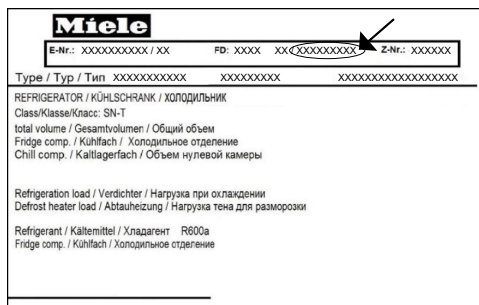 Miele
E-Nr.: XXXXXXXXXX / XX FD: XXXX XX XXXXXXXXX Z-Nr.: XXXXXX
Type / Typ / Тип XXXXXXXXXXX XXXXXXXXX XXXXXXXXXXXXXXXXXX
REFRIGERATOR / KÜHLSCHRANK / ХОЛОДИЛЬНИК
Class/Klasse/Класс: SN-T
total volume / Gesamtvolumen / Общий объем
Fridge comp. / Kühlfach / Холодильное отделение
Chill comp. / Kaltlagerfach / Объем нулевой камеры
Refrigeration load / Verdichter / Нагрузка при охлаждении
Defrost heater load / Abtauheizung / Нагрузка тена для разморозки
Refrigerant / Kältemittel / Хладагент R600a
Fridge comp. / Kühlfach / Холодильное отделение